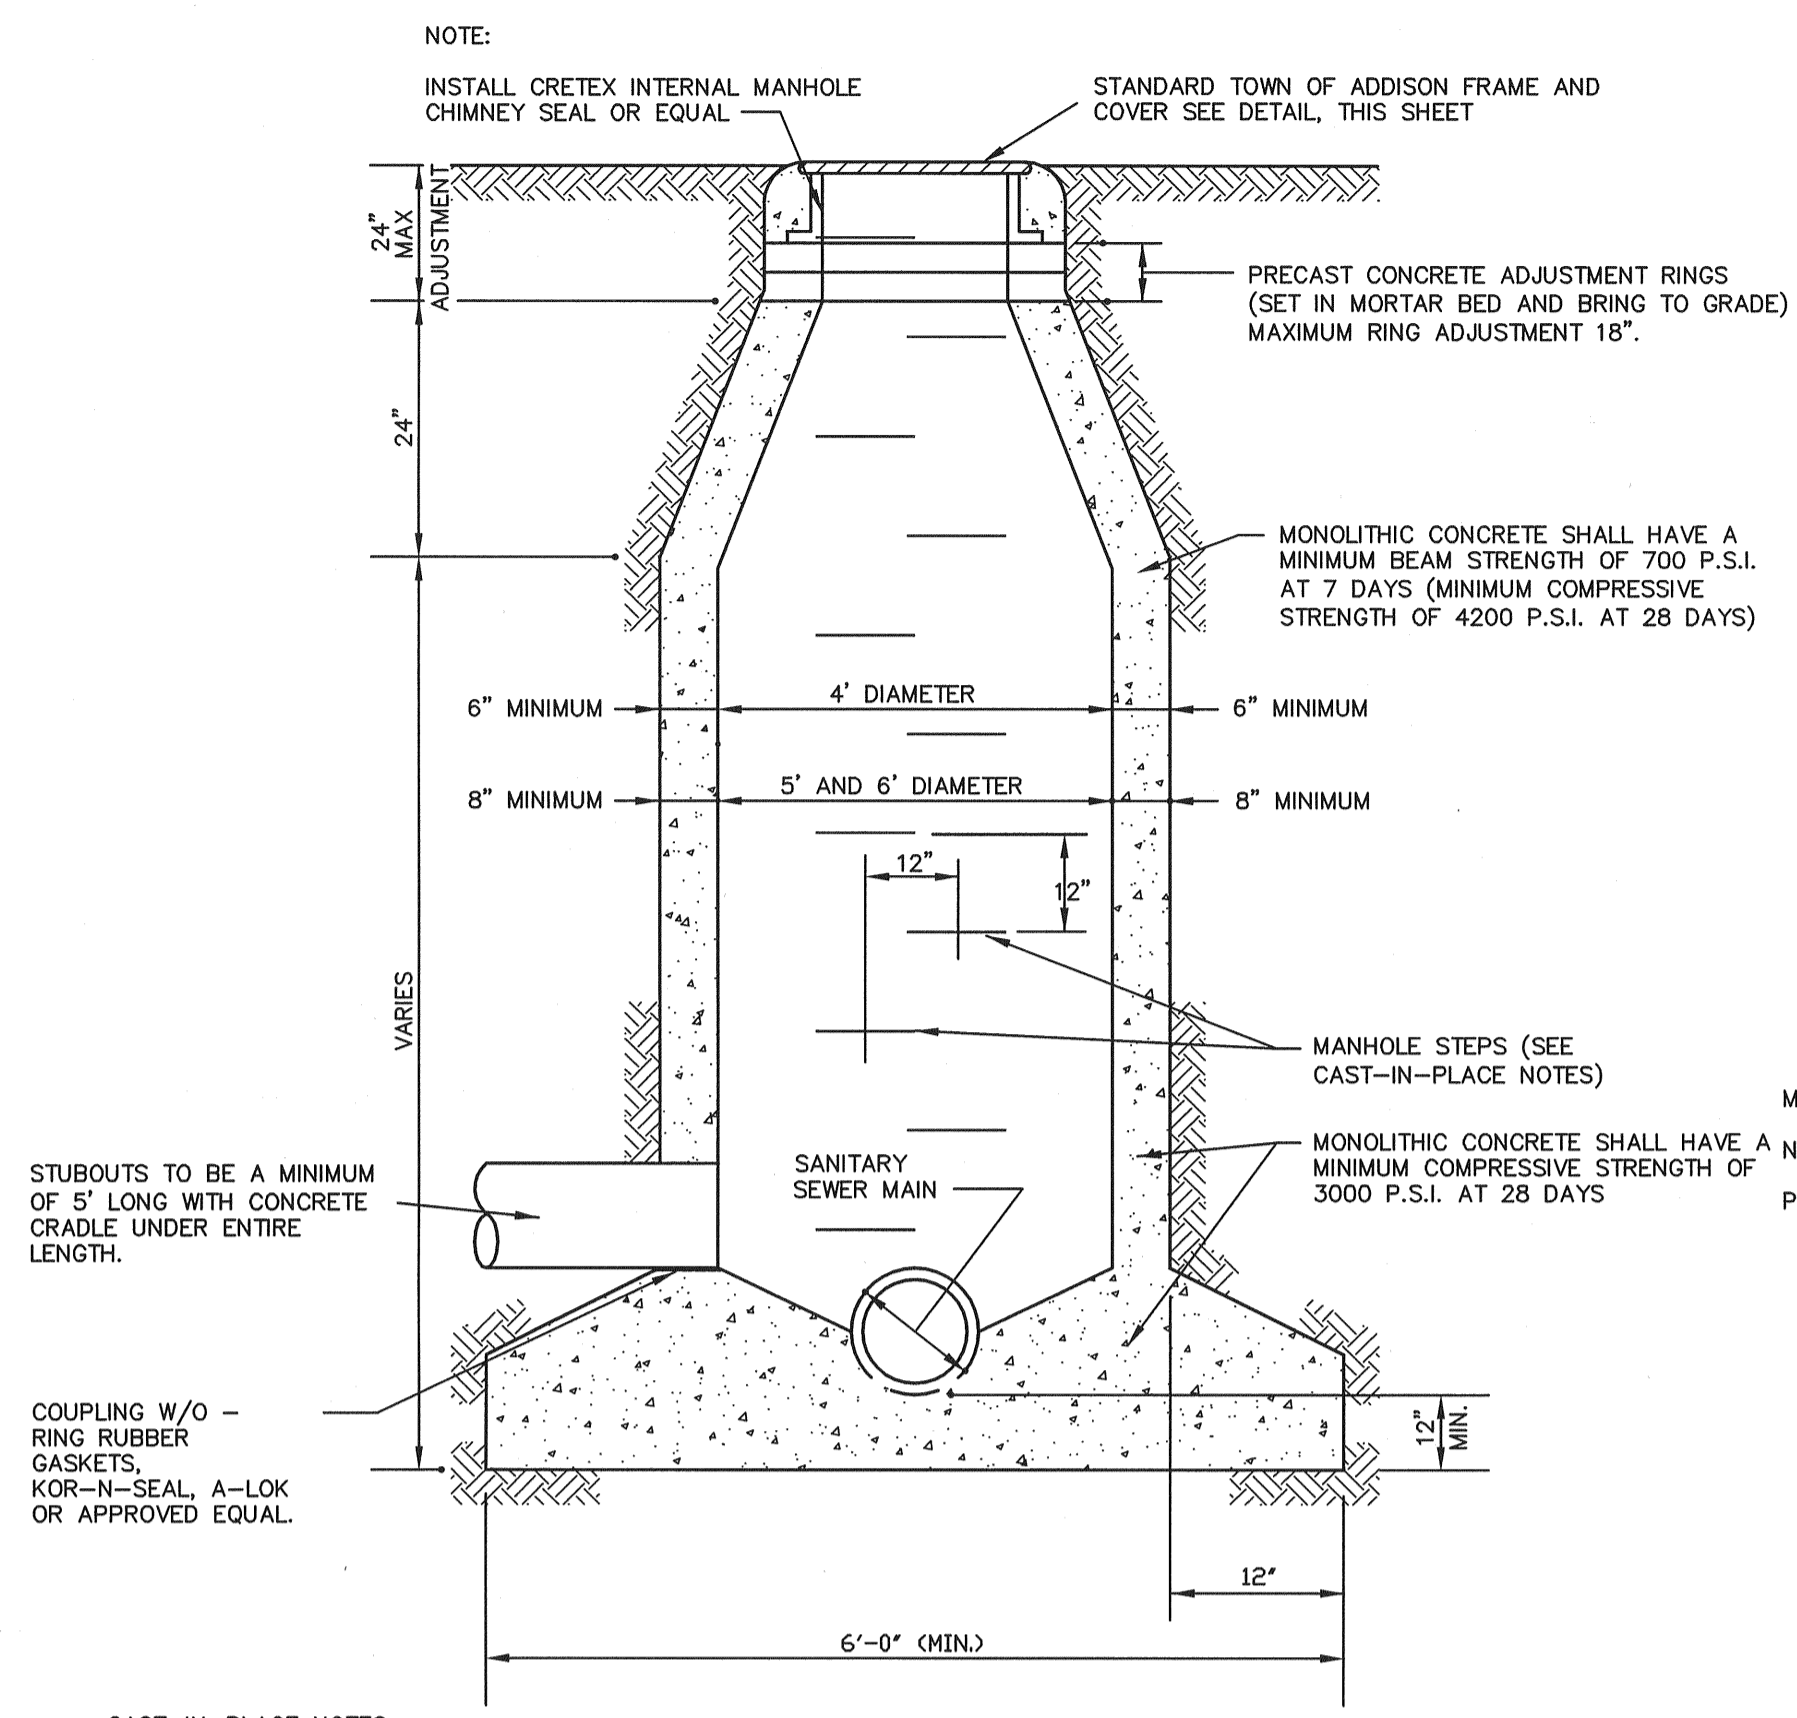 NOTE:
INSTALL CRETEX INTERNAL MANHOLE
CHIMNEY SEAL OR EQUAL
STANDARD TOWN OF ADDISON FRAME AND
COVER SEE DETAIL, THIS SHEET
24"
MAX
ADJUSTMENT
PRECAST CONCRETE ADJUSTMENT RINGS
(SET IN MORTAR BED AND BRING TO GRADE)
MAXIMUM RING ADJUSTMENT 18".
24"
MONOLITHIC CONCRETE SHALL HAVE A
MINIMUM BEAM STRENGTH OF 700 P.S.I.
AT 7 DAYS (MINIMUM COMPRESSIVE
STRENGTH OF 4200 P.S.I. AT 28 DAYS)
6" MINIMUM
4' DIAMETER
6" MINIMUM
8" MINIMUM
5' AND 6' DIAMETER
8" MINIMUM
12"
12"
VARIES
MANHOLE STEPS (SEE
CAST-IN-PLACE NOTES)
M
MONOLITHIC CONCRETE SHALL HAVE A
MINIMUM COMPRESSIVE STRENGTH OF
3000 P.S.I. AT 28 DAYS
N
P
SANITARY
SEWER MAIN
STUBOUTS TO BE A MINIMUM
OF 5' LONG WITH CONCRETE
CRADLE UNDER ENTIRE
LENGTH.
COUPLING W/O -
RING RUBBER
GASKETS,
KOR-N-SEAL, A-LOK
OR APPROVED EQUAL.
12"
MIN.
12"
6'-0" (MIN.)